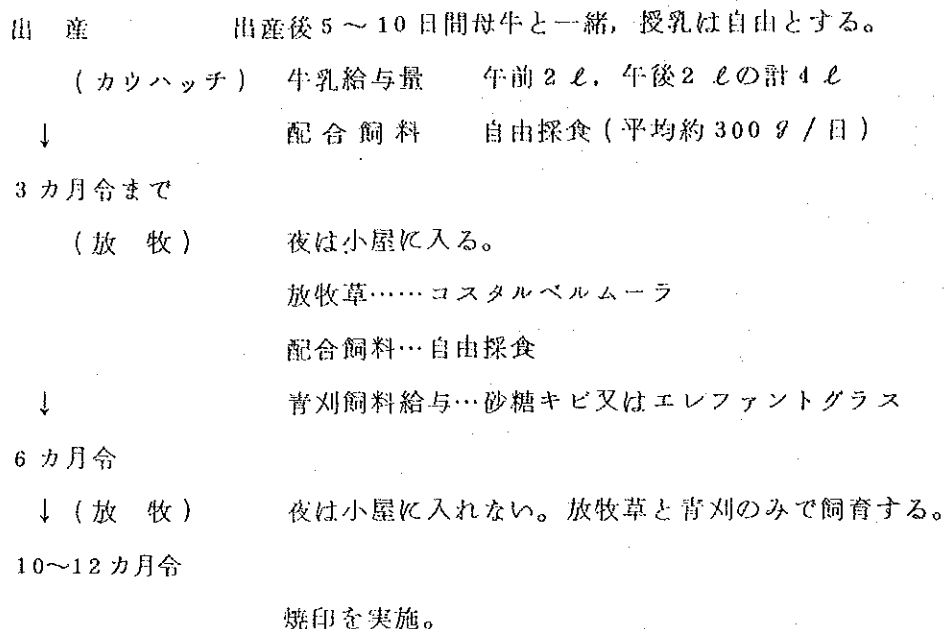 出 産 出産後5～10日間母牛と一緒，授乳は自由とする。
(カウハッチ) 牛乳給与量 午前2ℓ，午後2ℓの計4ℓ
↓ 配合飼料 自由採食(平均約300g/日)
3カ月令まで
(放 牧) 夜は小屋に入る。
放牧草……コスタルベルムーラ
配合飼料…自由採食
↓ 青刈飼料給与…砂糖キビ又はエレファントグラス
6カ月令
↓(放 牧) 夜は小屋に入れない。放牧草と青刈のみで飼育する。
10～12カ月令
焼印を実施。